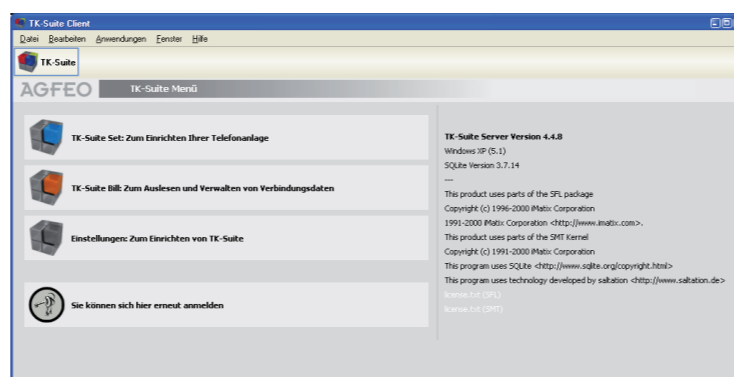 TK-Suite Client
Datei Bearbeiten Anwendungen Fenster Hilfe
TK-Suite
AGFEO TK-Suite Menü
TK-Suite Set: Zum Einrichten Ihrer Telefonanlage
TK-Suite Bill: Zum Auslesen und Verwalten von Verbindungsdaten
Einstellungen: Zum Einrichten von TK-Suite
Sie können sich hier erneut anmelden
TK-Suite Server Version 4.4.8
Windows XP (5.1)
SQLite Version 3.7.14
---
This product uses parts of the SFL package
Copyright (c) 1996-2000 iMatix Corporation
1991-2000 iMatix Corporation <http://www.imatix.com>.
This product uses parts of the SMT Kernel
Copyright (c) 1991-2000 iMatix Corporation
This program uses SQLite <http://www.sqlite.org/copyright.html>
This program uses technology developed by saltation <http://www.saltation.de>
license.txt (SFL)
license.txt (SMT)